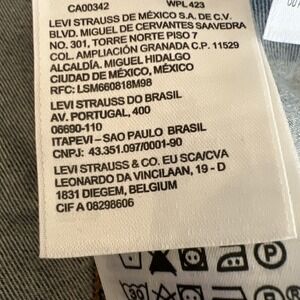 CA00342 WPL 423
LEVI STRAUSS DE MÉXICO S.A. DE C.V.
BLVD. MIGUEL DE CERVANTES SAAVEDRA
NO. 301, TORRE NORTE PISO 7
COL. AMPLIACIÓN GRANADA C.P. 11529
ALCALDÍA. MIGUEL HIDALGO
CIUDAD DE MÉXICO, MÉXICO
RFC: LSM660818M98
LEVI STRAUSS DO BRASIL
AV. PORTUGAL, 400
06690-110
ITAPEVI – SAO PAULO BRASIL
CNPJ: 43.351.097/0001-90
LEVI STRAUSS & CO. EU SCA/CVA
LEONARDO DA VINCILAAN, 19 - D
1831 DIEGEM, BELGIUM
CIF A 08298606
P
30